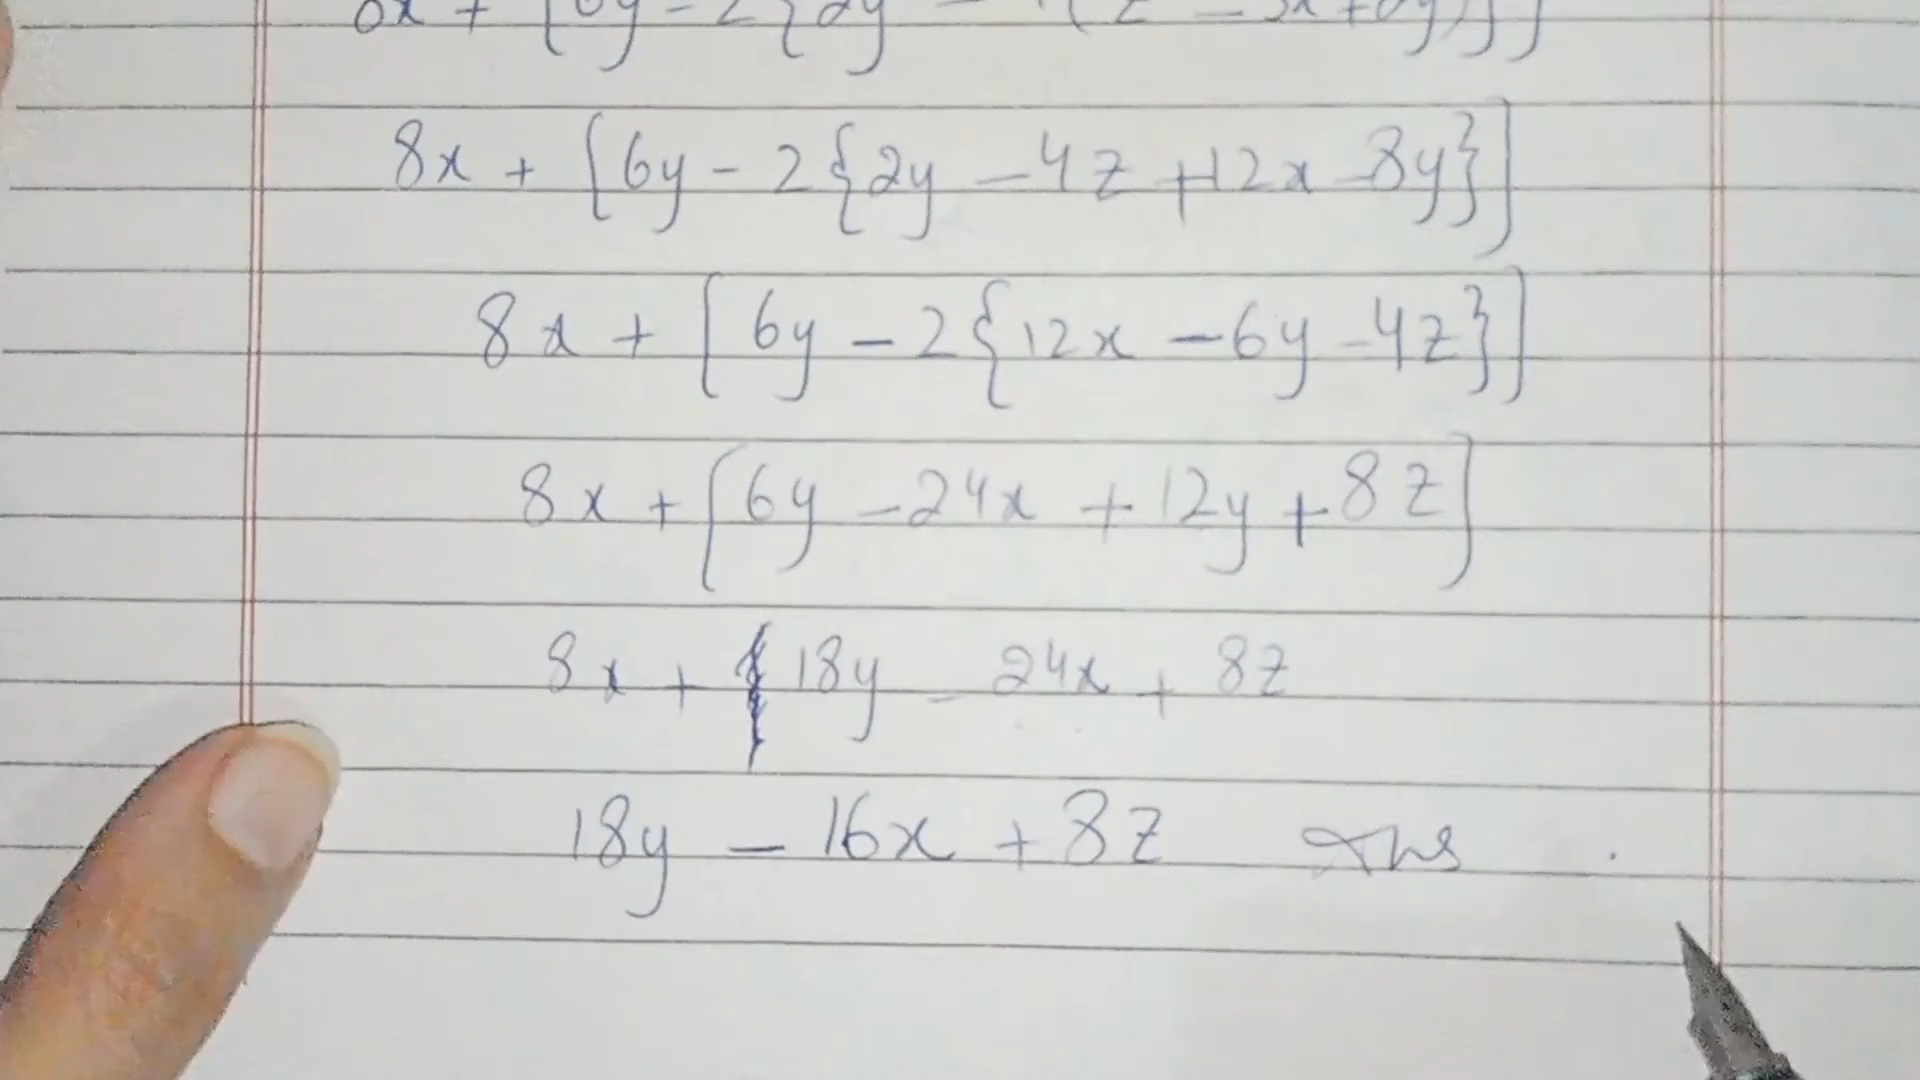 8x + [6y - 2{2y - 4z + 12x - 8y}]
8x + [6y - 2{12x - 6y - 4z}]
8x + [6y - 24x + 12y + 8z]
8x + 18y - 24x + 8z
18y - 16x + 8z Ans